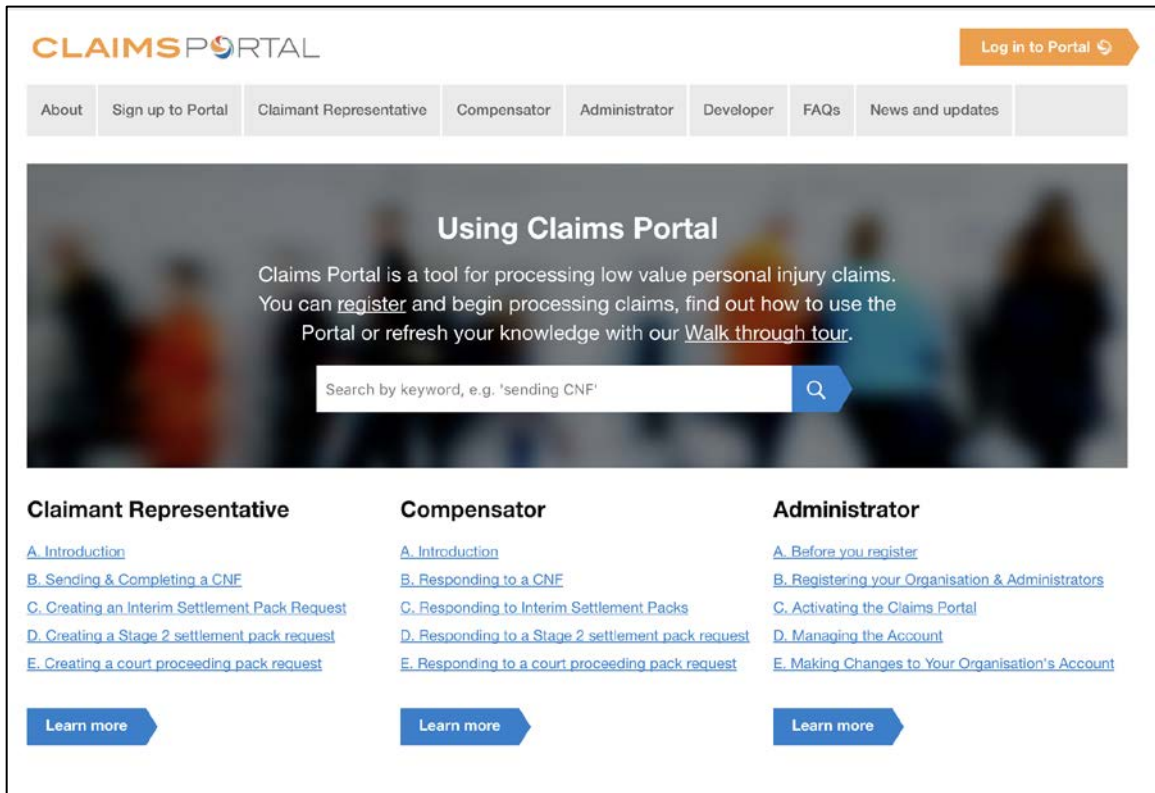 CLAIMSPORTAL
Log in to Portal
About Sign up to Portal Claimant Representative Compensator Administrator Developer FAQs News and updates
Using Claims Portal
Claims Portal is a tool for processing low value personal injury claims.
You can register and begin processing claims, find out how to use the
Portal or refresh your knowledge with our Walk through tour.
Search by keyword, e.g. 'sending CNF'
Claimant Representative
A. Introduction
B. Sending & Completing a CNF
C. Creating an Interim Settlement Pack Request
D. Creating a Stage 2 settlement pack request
E. Creating a court proceeding pack request
Learn more
Compensator
A. Introduction
B. Responding to a CNF
C. Responding to Interim Settlement Packs
D. Responding to a Stage 2 settlement pack request
E. Responding to a court proceeding pack request
Learn more
Administrator
A. Before you register
B. Registering your Organisation & Administrators
C. Activating the Claims Portal
D. Managing the Account
E. Making Changes to Your Organisation's Account
Learn more